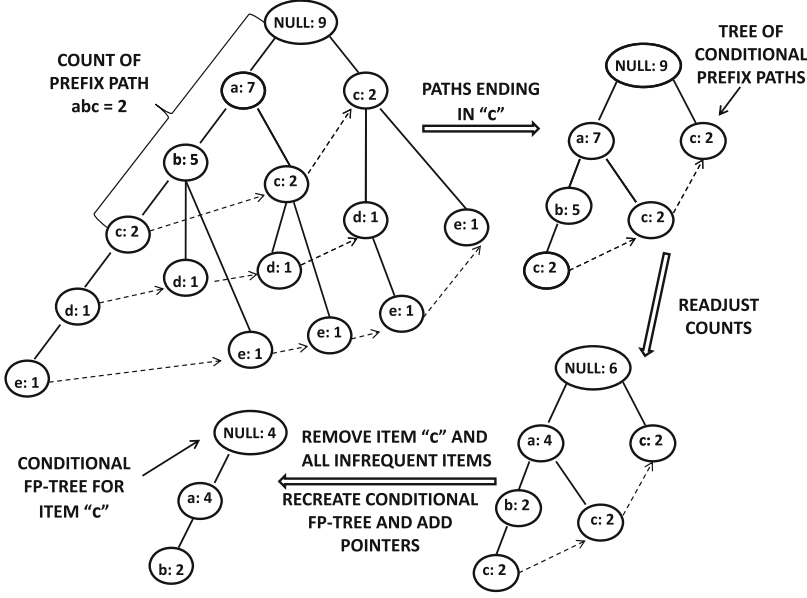 NULL: 9
COUNT OF
PREFIX PATH
abc = 2
a: 7
c: 2
b: 5
c: 2
c: 2
d: 1
e: 1
d: 1
d: 1
d: 1
e: 1
e: 1
e: 1
e: 1
PATHS ENDING
IN “c”
TREE OF
CONDITIONAL
PREFIX PATHS
NULL: 9
a: 7
c: 2
b: 5
c: 2
c: 2
READJUST
COUNTS
NULL: 6
a: 4
c: 2
b: 2
c: 2
c: 2
REMOVE ITEM “c” AND
ALL INFREQUENT ITEMS
RECREATE CONDITIONAL
FP-TREE AND ADD
POINTERS
NULL: 4
CONDITIONAL
FP-TREE FOR
ITEM “c”
a: 4
b: 2